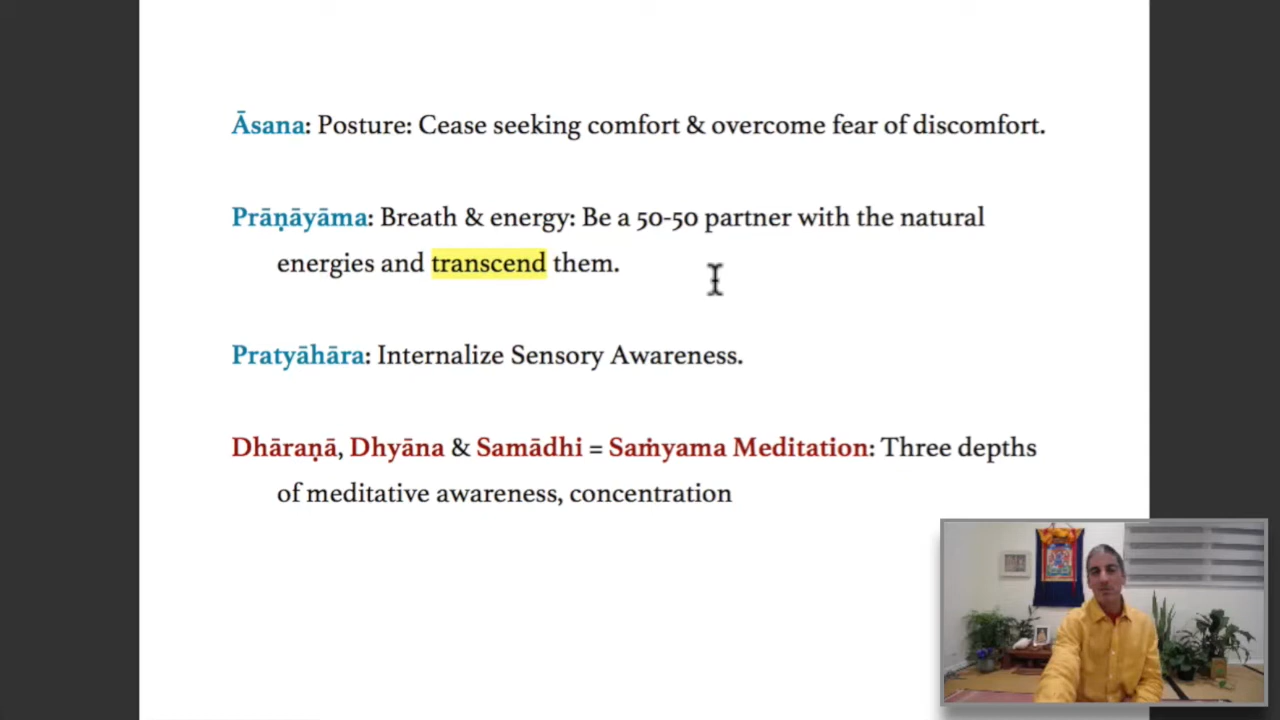 Āsana: Posture: Cease seeking comfort & overcome fear of discomfort.
Prāṇāyāma: Breath & energy: Be a 50-50 partner with the natural
energies and transcend them.
Pratyāhāra: Internalize Sensory Awareness.
Dhāraṇā, Dhyāna & Samādhi = Saṁyama Meditation: Three depths
of meditative awareness, concentration